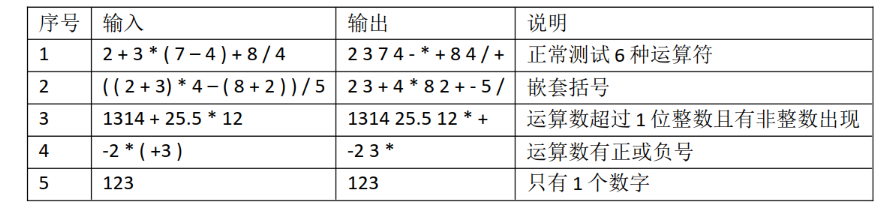 序号 输入 输出 说明
1 2 + 3 * ( 7 – 4 ) + 8 / 4 2 3 7 4 - * + 8 4 / + 正常测试 6 种运算符
2 ( ( 2 + 3) * 4 – ( 8 + 2 ) ) / 5 2 3 + 4 * 8 2 + - 5 / 嵌套括号
3 1314 + 25.5 * 12 1314 25.5 12 * + 运算数超过 1 位整数且有非整数出现
4 -2 * ( +3 ) -2 3 * 运算数有正或负号
5 123 123 只有 1 个数字